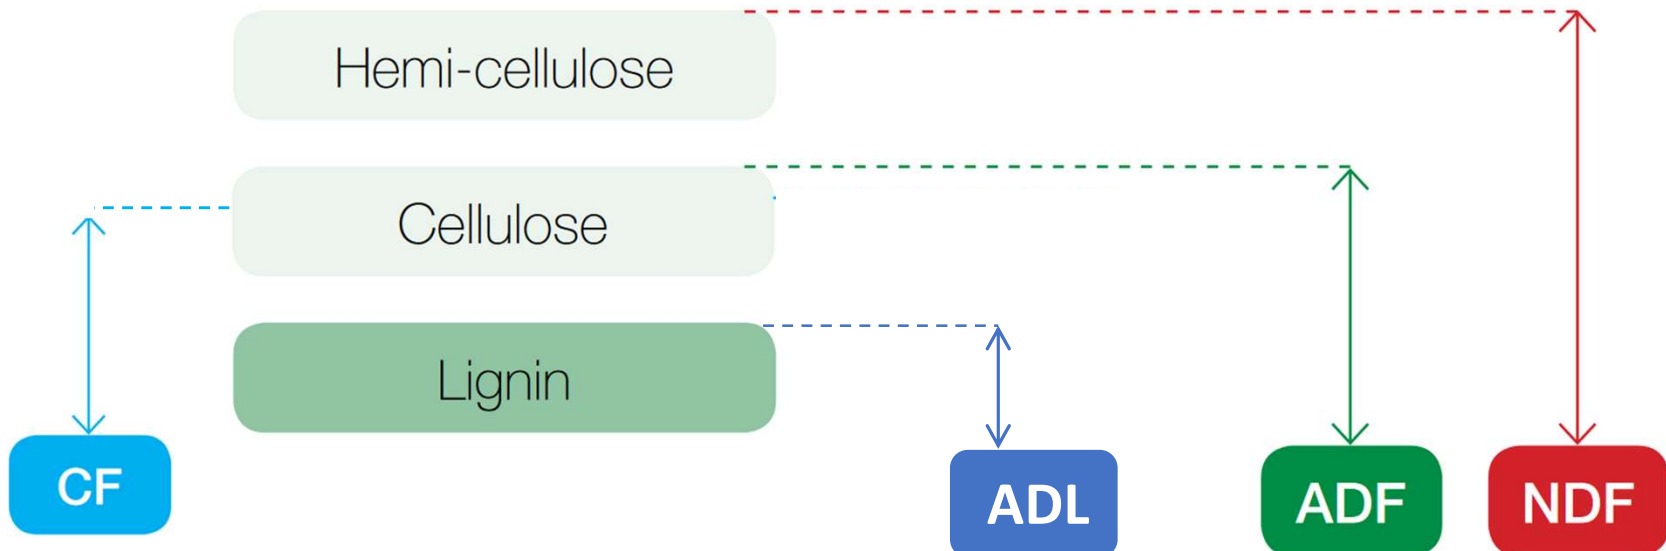 Hemi-cellulose
Cellulose
Lignin
CF
ADL
ADF
NDF